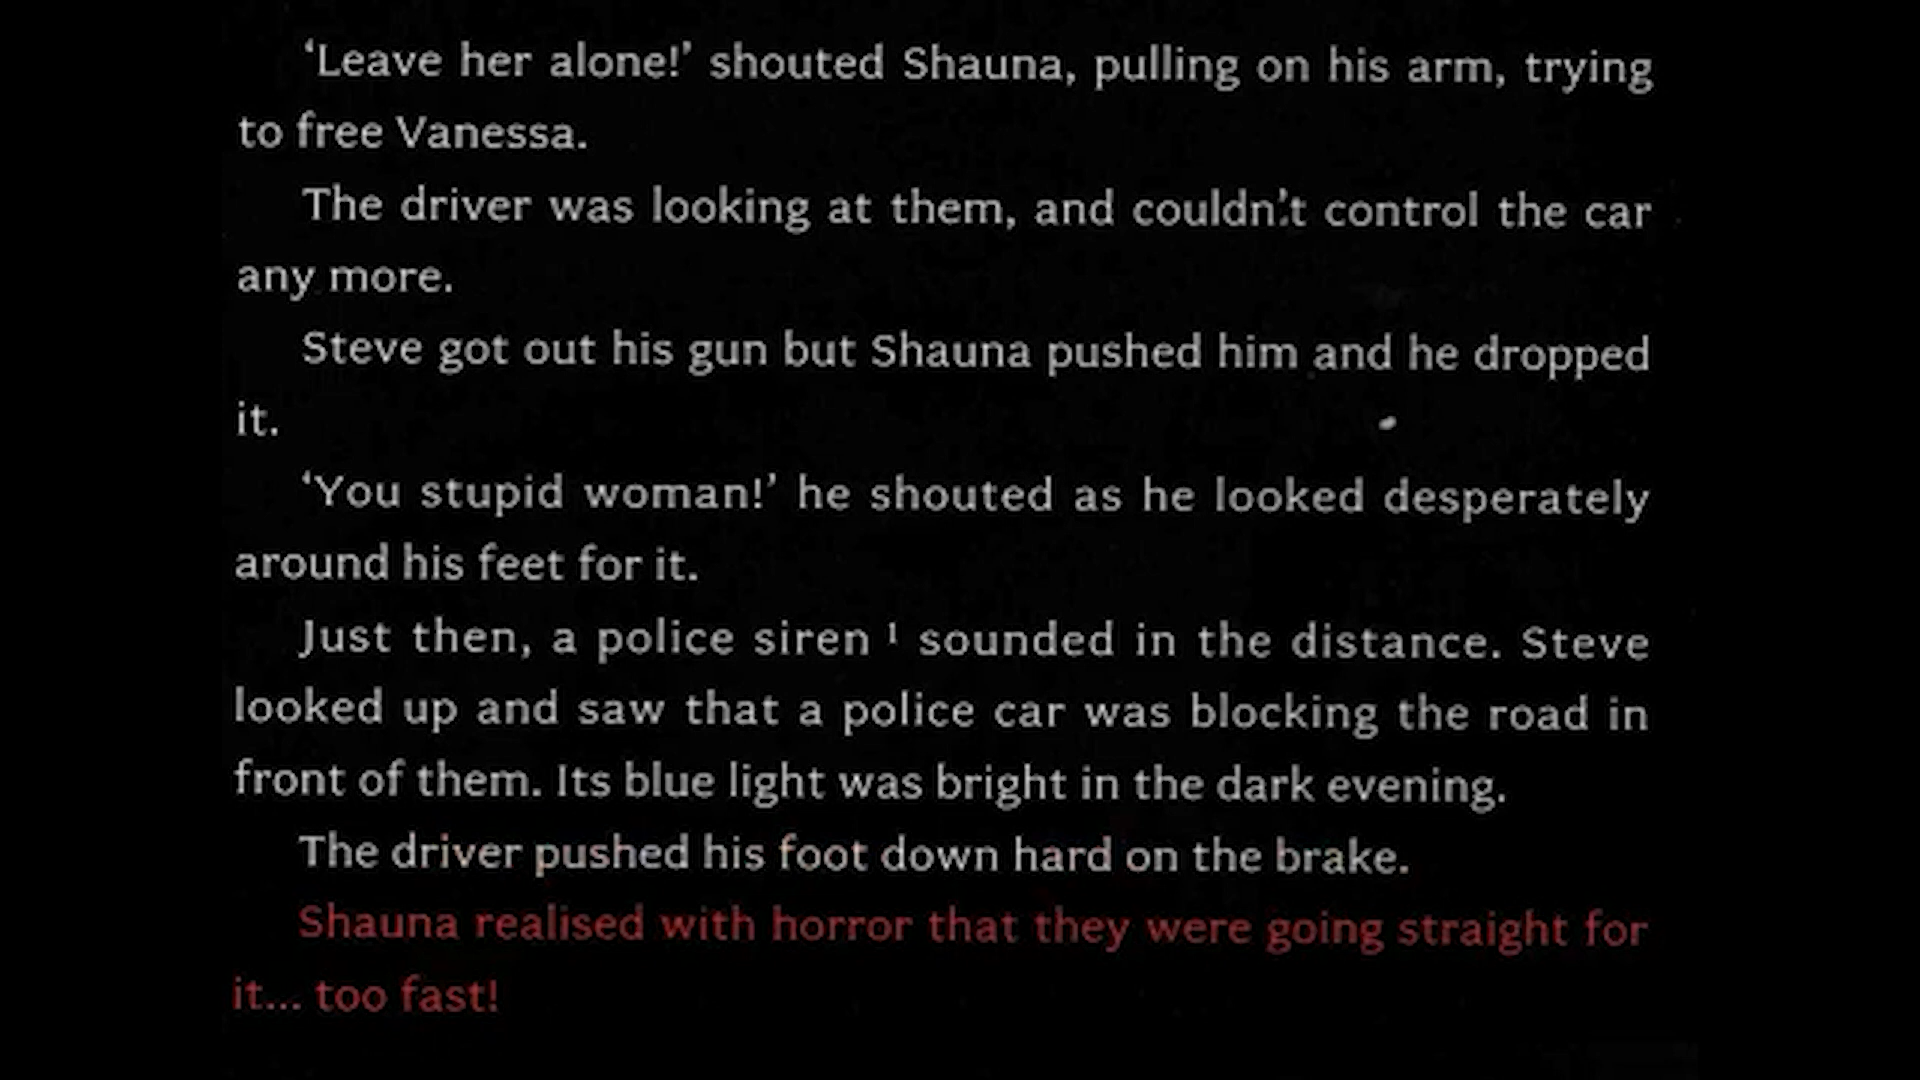 ‘Leave her alone!’ shouted Shauna, pulling on his arm, trying
to free Vanessa.
The driver was looking at them, and couldn’t control the car
any more.
Steve got out his gun but Shauna pushed him and he dropped
it.
‘You stupid woman!’ he shouted as he looked desperately
around his feet for it.
Just then, a police siren ¹ sounded in the distance. Steve
looked up and saw that a police car was blocking the road in
front of them. Its blue light was bright in the dark evening.
The driver pushed his foot down hard on the brake.
Shauna realised with horror that they were going straight for
it... too fast!